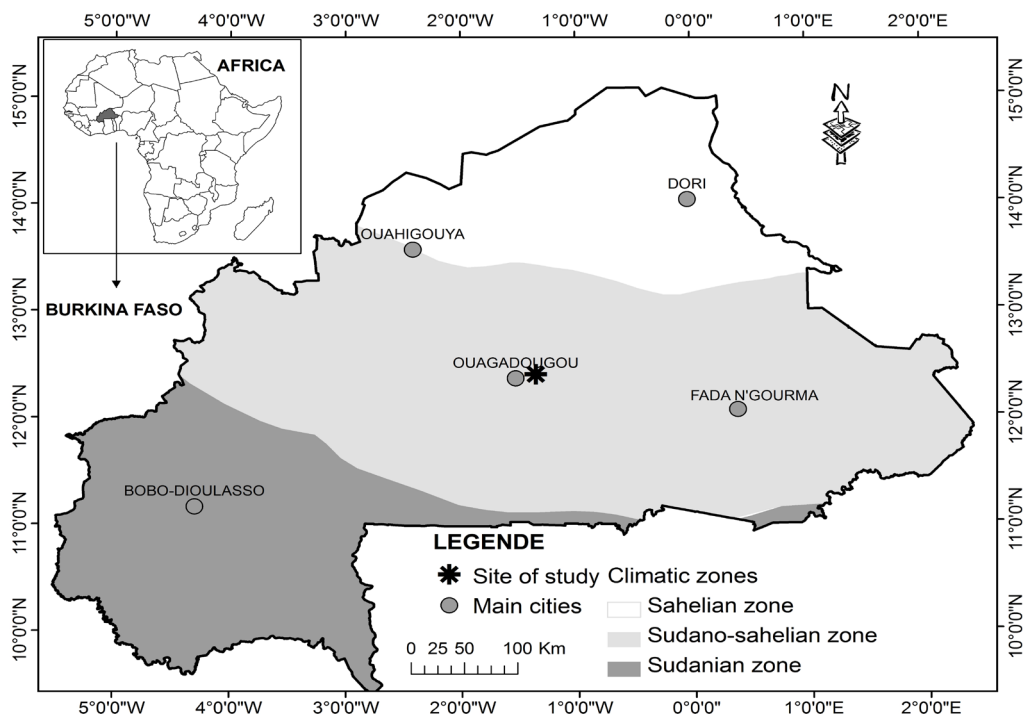 5°0'0"W 4°0'0"W 3°0'0"W 2°0'0"W 1°0'0"W 0°0'0" 1°0'0"E 2°0'0"E
AFRICA
N
15°0'0"N
15°0'0"N
DORI
14°0'0"N
14°0'0"N
OUAHIGOUYA
BURKINA FASO
13°0'0"N
13°0'0"N
OUAGADOUGOU
FADA N'GOURMA
12°0'0"N
12°0'0"N
BOBO-DIOULASSO
11°0'0"N
11°0'0"N
LEGENDE
Site of study Climatic zones
Main cities
Sahelian zone
Sudano-sahelian zone
Sudanian zone
0 25 50 100 Km
10°0'0"N
10°0'0"N
5°0'0"W 4°0'0"W 3°0'0"W 2°0'0"W 1°0'0"W 0°0'0" 1°0'0"E 2°0'0"E